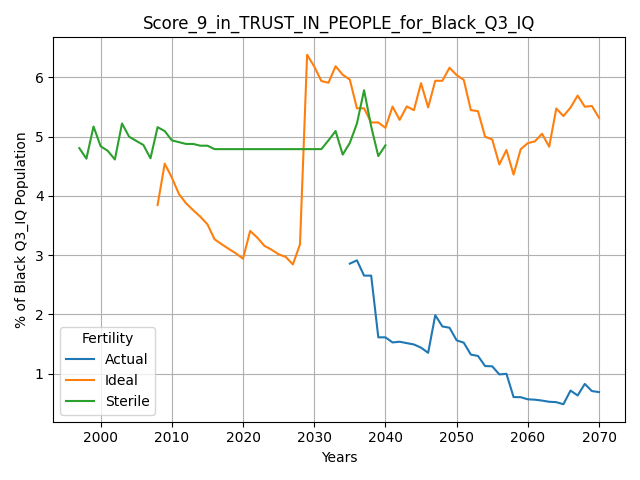 Score_9_in_TRUST_IN_PEOPLE_for_Black_Q3_IQ
% of Black Q3_IQ Population
6
5
4
3
2
1
Fertility
Actual
Ideal
Sterile
2000 2010 2020 2030 2040 2050 2060 2070
Years